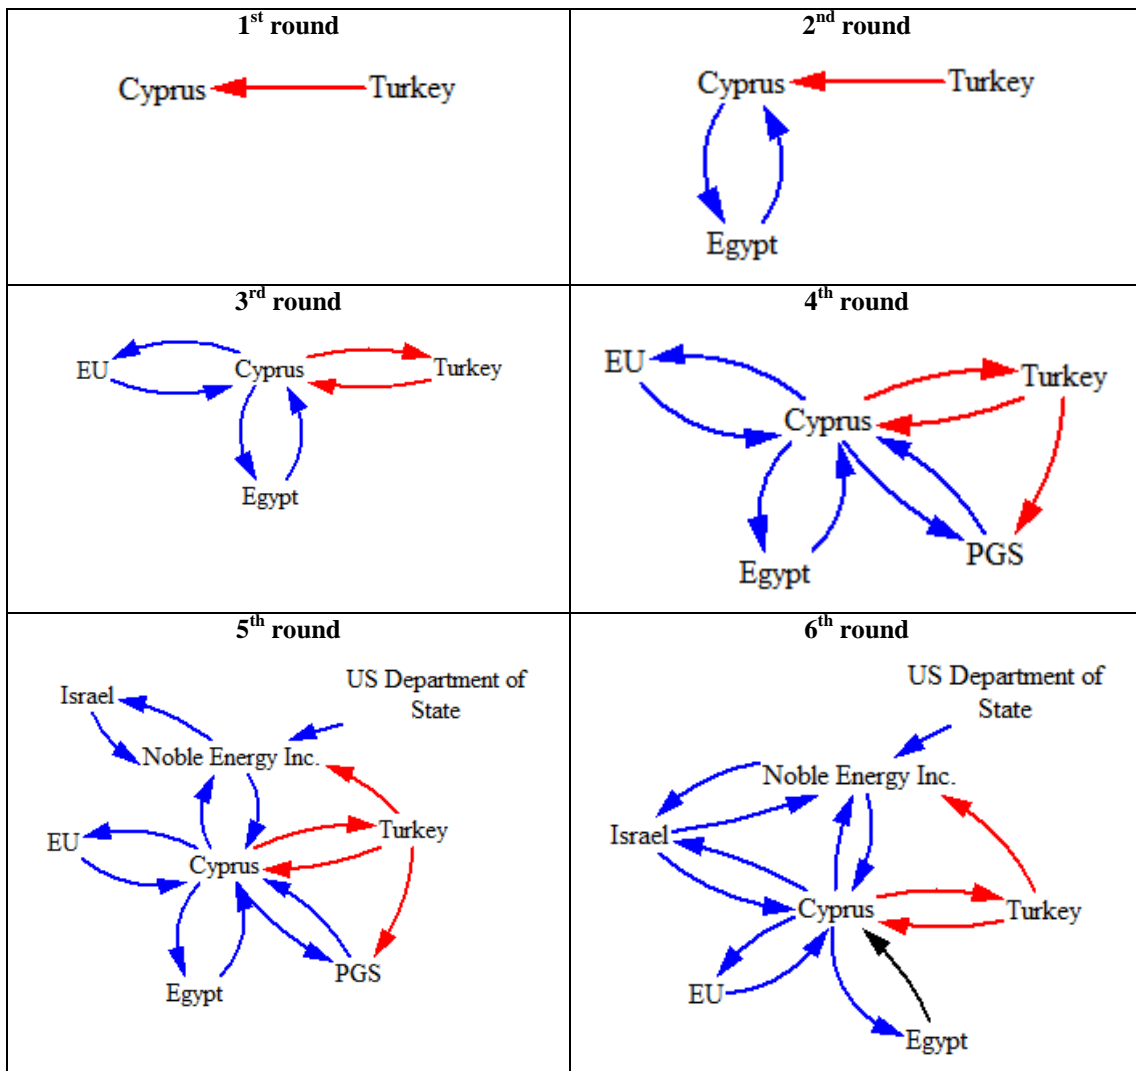 1st round
Cyprus Turkey
2nd round
Cyprus Turkey
Egypt
3rd round
EU Cyprus Turkey
Egypt
4th round
EU Turkey
Cyprus
Egypt PGS
5th round
US Department of
State
Israel
Noble Energy Inc.
EU Turkey
Cyprus
Egypt PGS
6th round
US Department of
State
Noble Energy Inc.
Israel
Cyprus Turkey
EU
Egypt